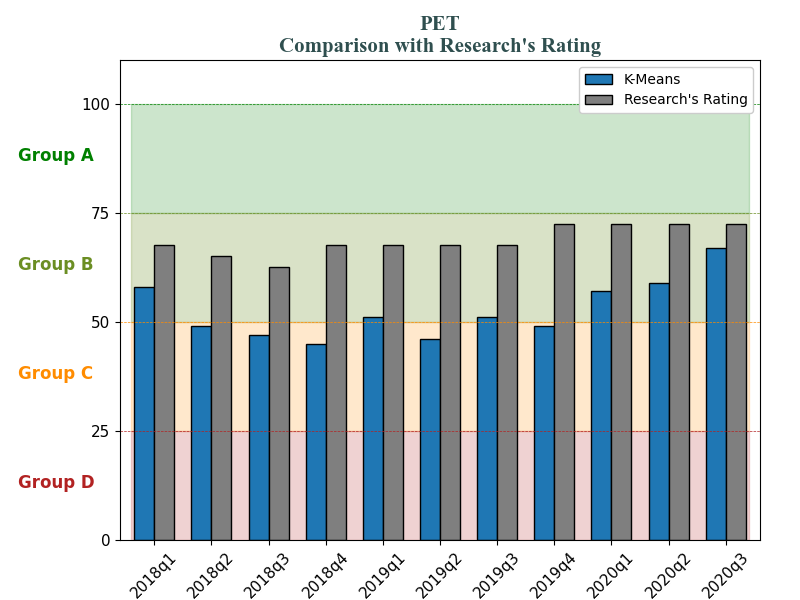 PET
Comparison with Research's Rating
K-Means
Research's Rating
100
Group A
75
Group B
50
Group C
25
Group D
0
2018q1
2018q2
2018q3
2018q4
2019q1
2019q2
2019q3
2019q4
2020q1
2020q2
2020q3